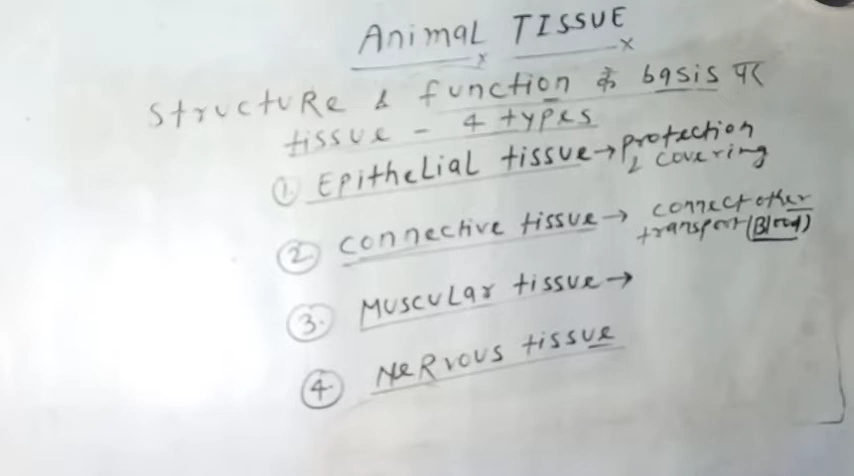 Animal TISSUE
Structure & function के basis पर
tissue - 4 types
① Epithelial tissue → protection
& covering
② connective tissue → connect other
transport (Blood)
③. Muscular tissue →
④. Nervous tissue